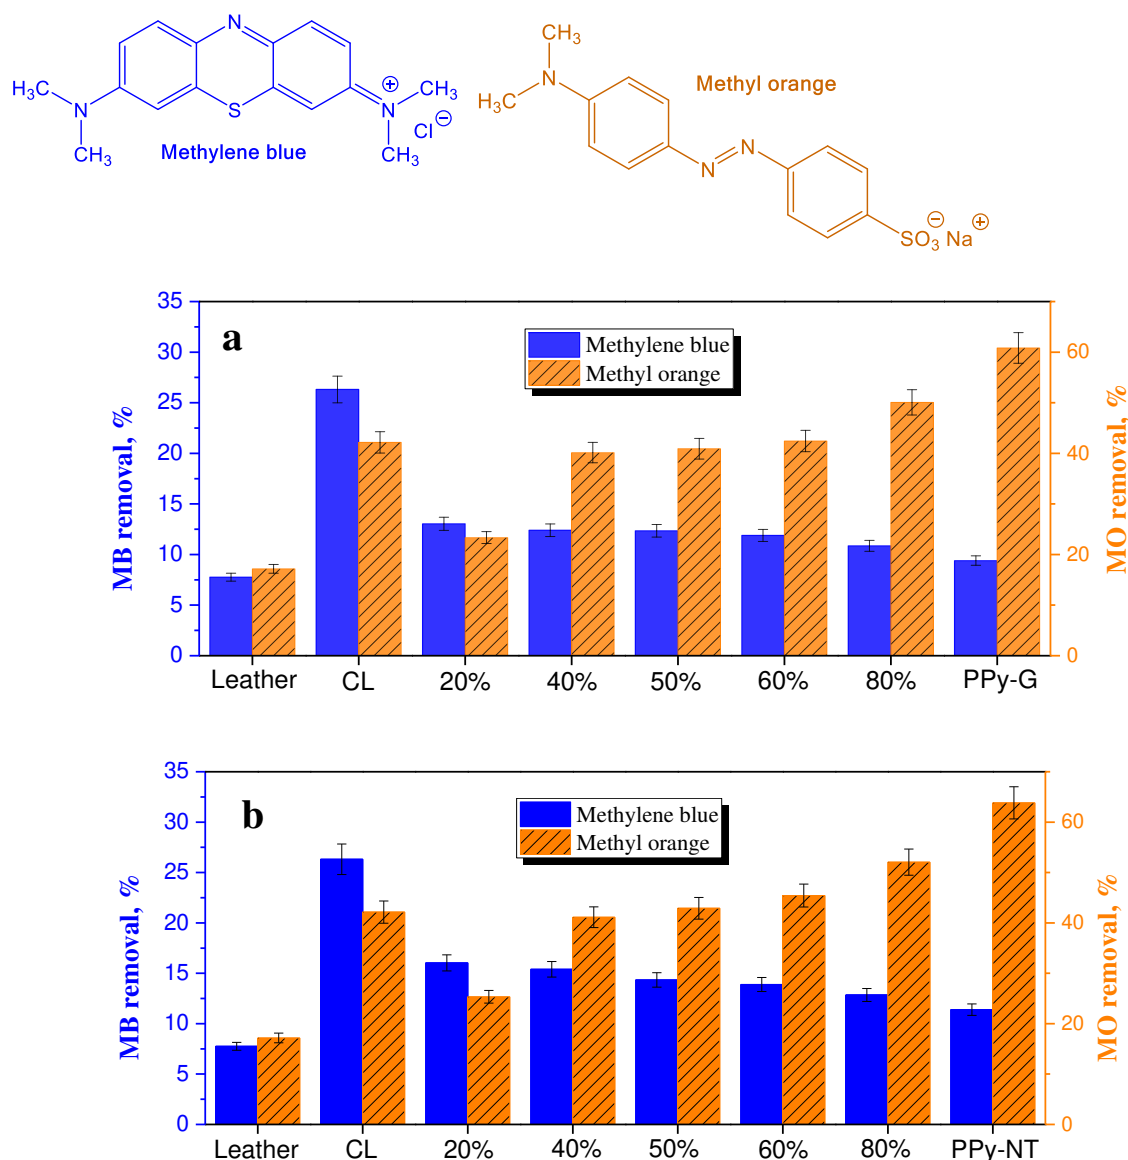 N
H3C
N
CH3
S
N
⊕
CH3
Cl
⊖
CH3
Methylene blue
CH3
N
H3C
Methyl orange
N
N
SO3
⊖
Na
⊕
a
Methylene blue
Methyl orange
MB removal, %
35
30
25
20
15
10
5
0
MO removal, %
60
40
20
0
Leather CL 20% 40% 50% 60% 80% PPy-G
b
Methylene blue
Methyl orange
MB removal, %
35
30
25
20
15
10
5
0
MO removal, %
60
40
20
0
Leather CL 20% 40% 50% 60% 80% PPy-NT